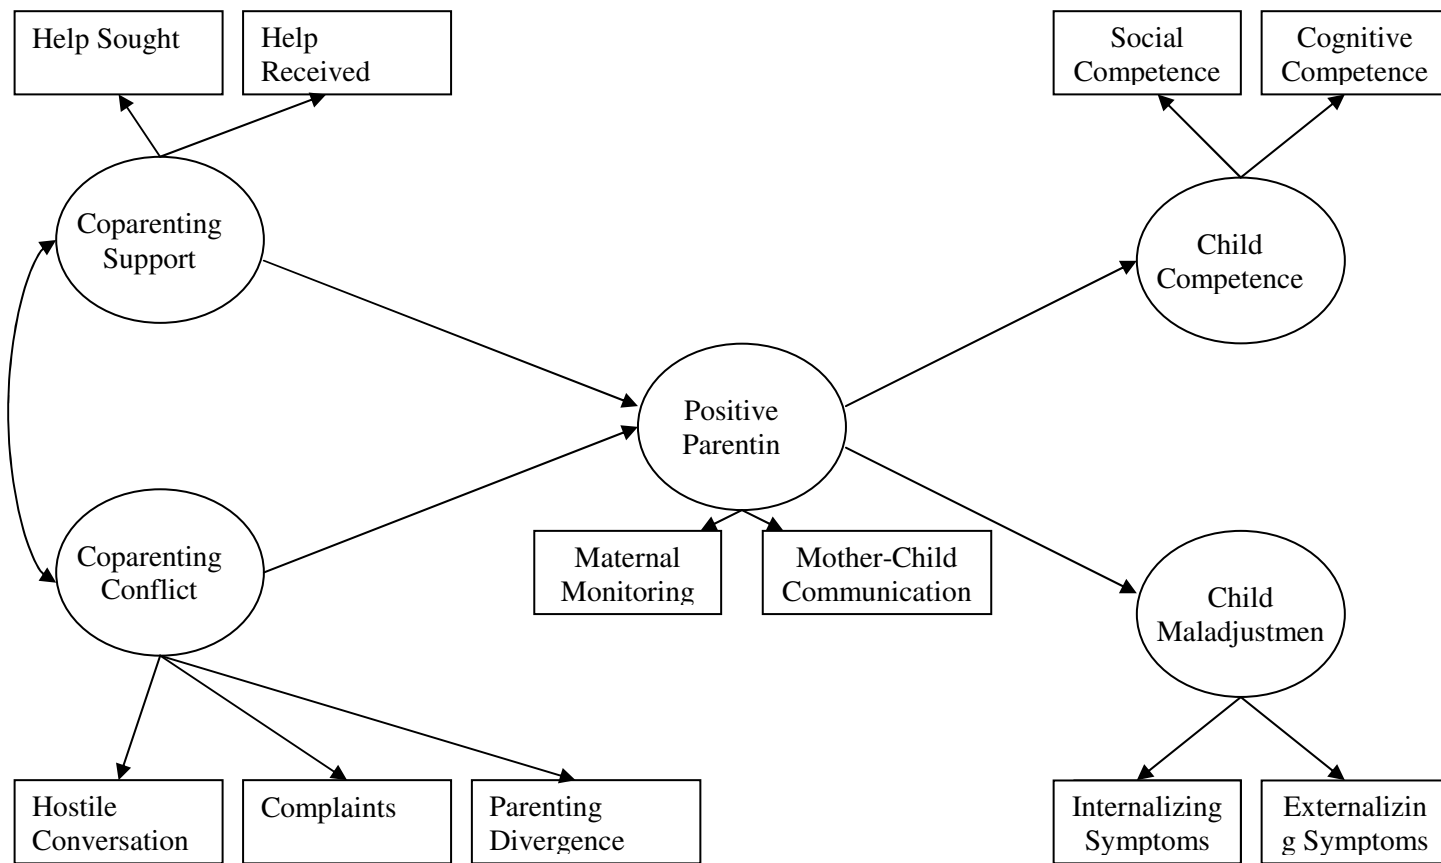 Help Sought
Help
Received
Social
Competence
Cognitive
Competence
Coparenting
Support
Child
Competence
Positive
Parentin
Coparenting
Conflict
Maternal
Monitoring
Mother-Child
Communication
Child
Maladjustmen
Hostile
Conversation
Complaints
Parenting
Divergence
Internalizing
Symptoms
Externalizin
g Symptoms